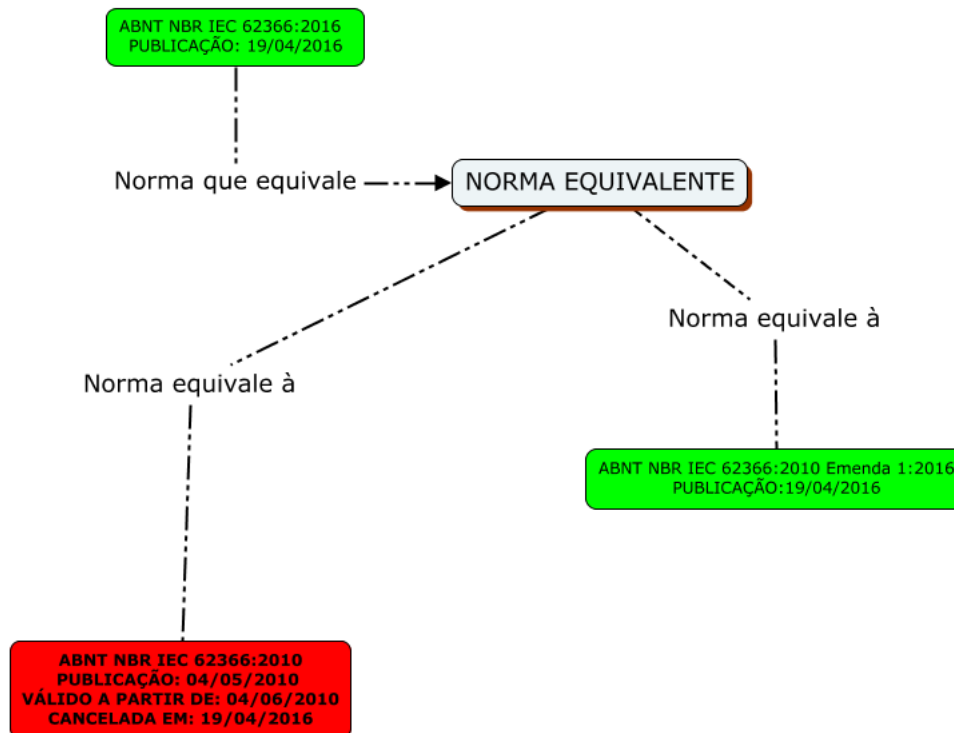 ABNT NBR IEC 62366:2016
PUBLICAÇÃO: 19/04/2016
Norma que equivale
NORMA EQUIVALENTE
Norma equivale à
Norma equivale à
ABNT NBR IEC 62366:2010 Emenda 1:2016
PUBLICAÇÃO:19/04/2016
ABNT NBR IEC 62366:2010
PUBLICAÇÃO: 04/05/2010
VÁLIDO A PARTIR DE: 04/06/2010
CANCELADA EM: 19/04/2016